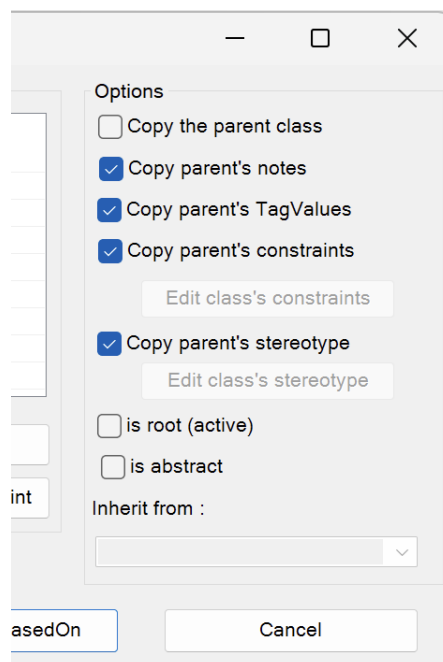 Options
Copy the parent class
Copy parent's notes
Copy parent's TagValues
Copy parent's constraints
Edit class's constraints
Copy parent's stereotype
Edit class's stereotype
is root (active)
is abstract
int
Inherit from :
asedOn
Cancel